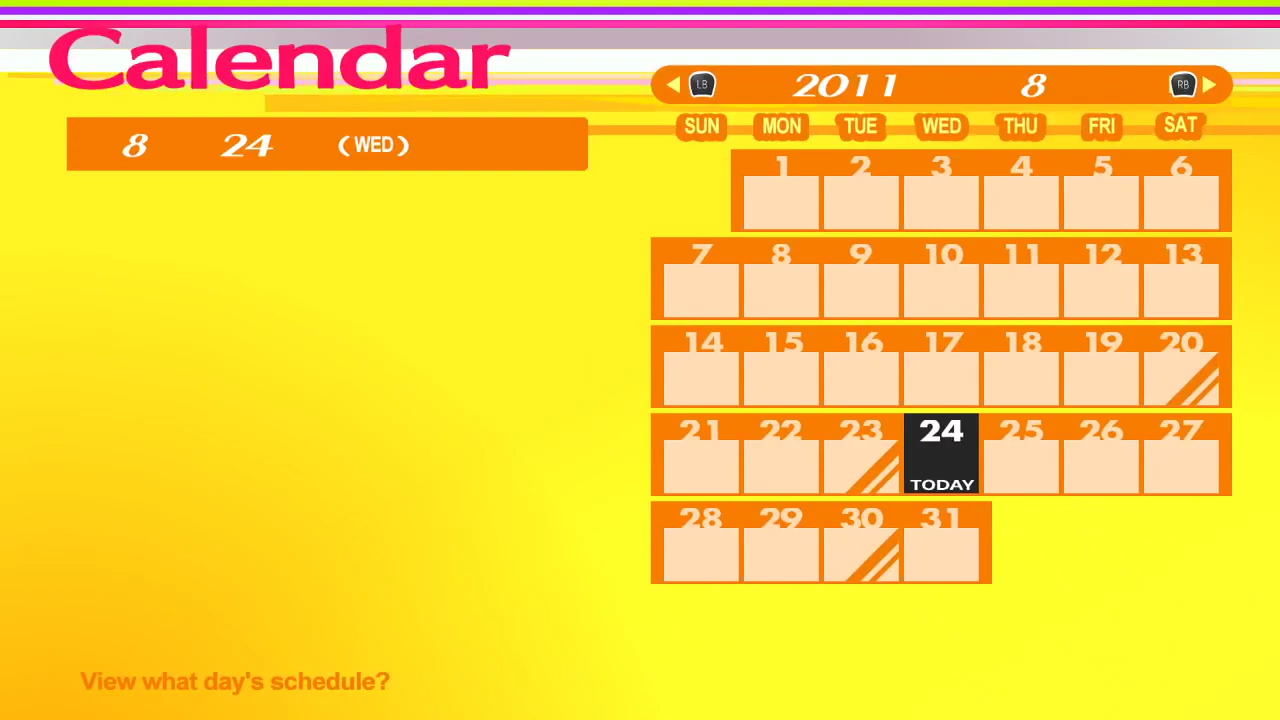 Calendar
LB 2011 8 RB
SUN MON TUE WED THU FRI SAT
8 24 (WED)
1 2 3 4 5 6
7 8 9 10 11 12 13
14 15 16 17 18 19 20
21 22 23 24 25 26 27
TODAY
28 29 30 31
View what day's schedule?